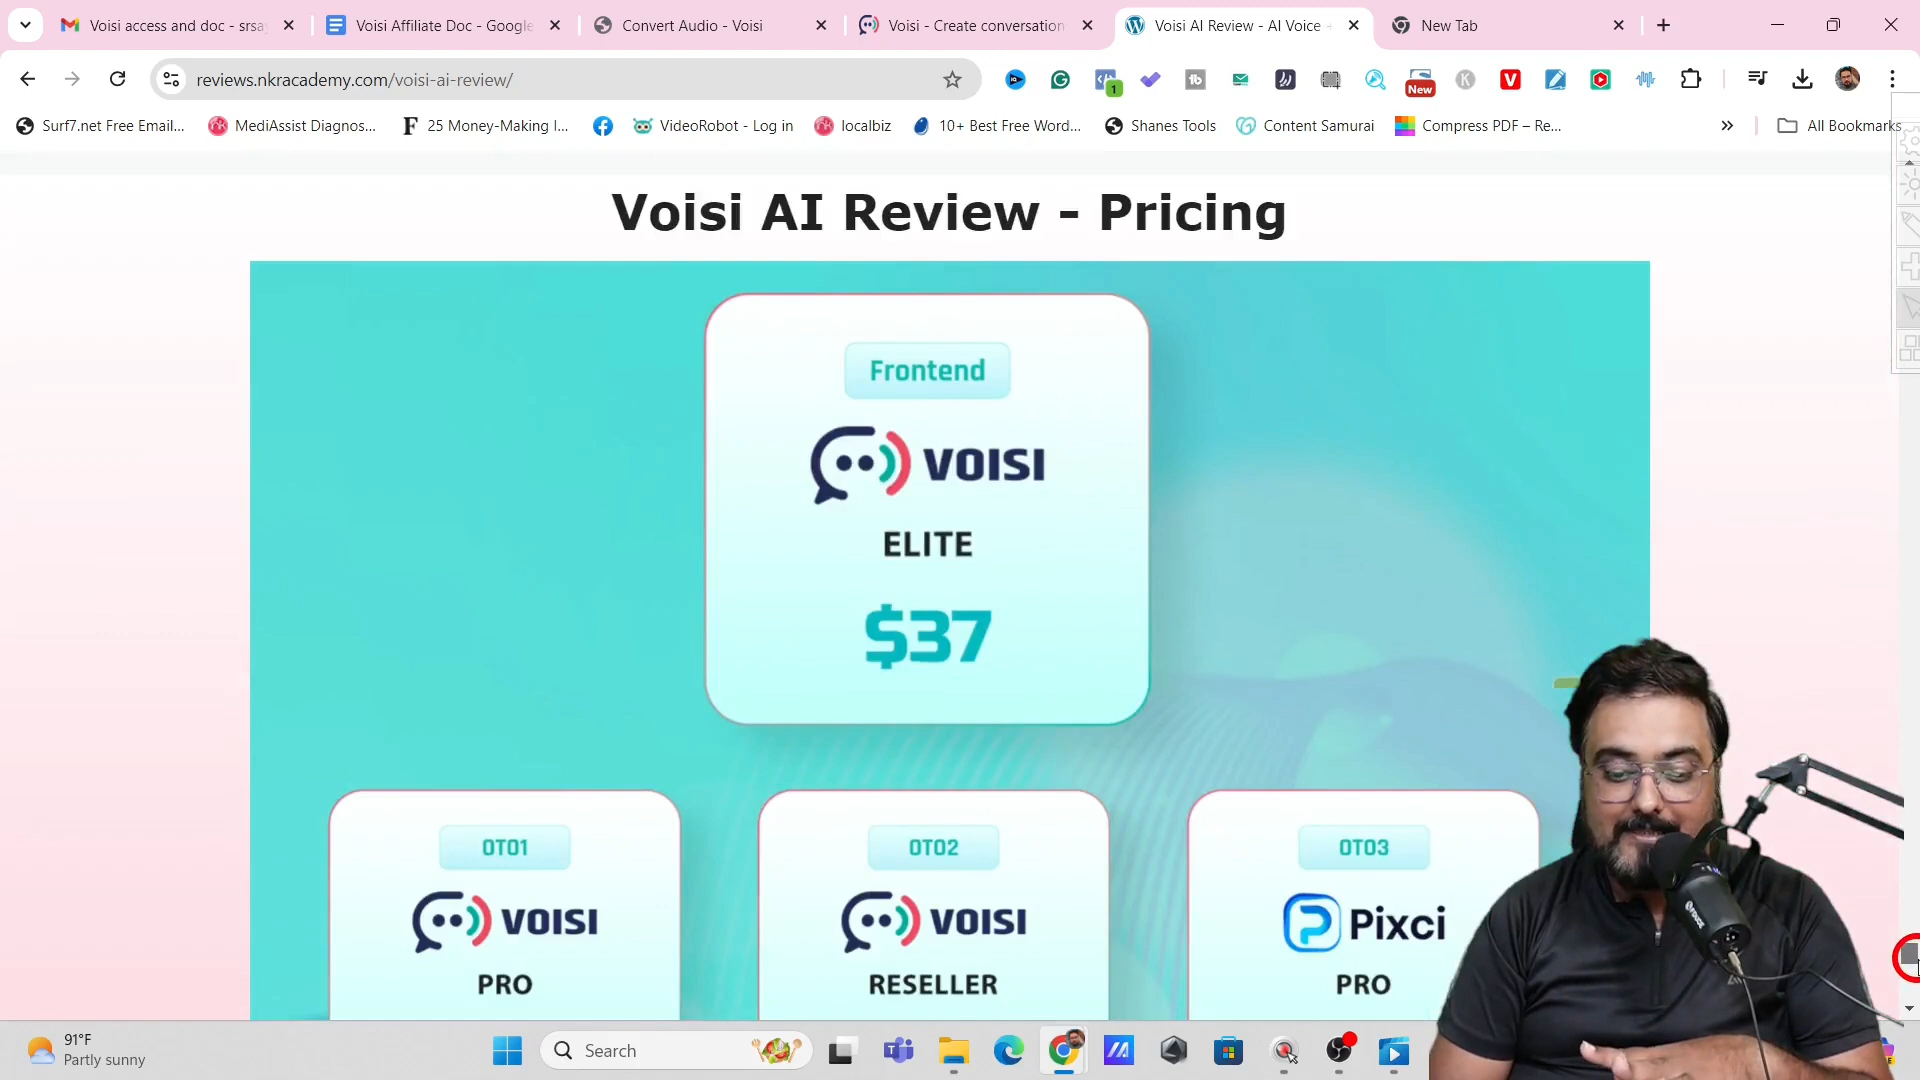 Voisi access and doc - srsa
Voisi Affiliate Doc - Google
Convert Audio - Voisi
Voisi - Create conversation
Voisi AI Review - AI Voice
New Tab
reviews.nkracademy.com/voisi-ai-review/
1
New
Surf7.net Free Email...
MediAssist Diagnos...
25 Money-Making I...
VideoRobot - Log in
localbiz
10+ Best Free Word...
Shanes Tools
Content Samurai
Compress PDF – Re...
All Bookmarks
Voisi AI Review - Pricing
Frontend
VOISI
ELITE
$37
OTO1
VOISI
PRO
OTO2
VOISI
RESELLER
OTO3
Pixci
PRO
91°F
Partly sunny
Search